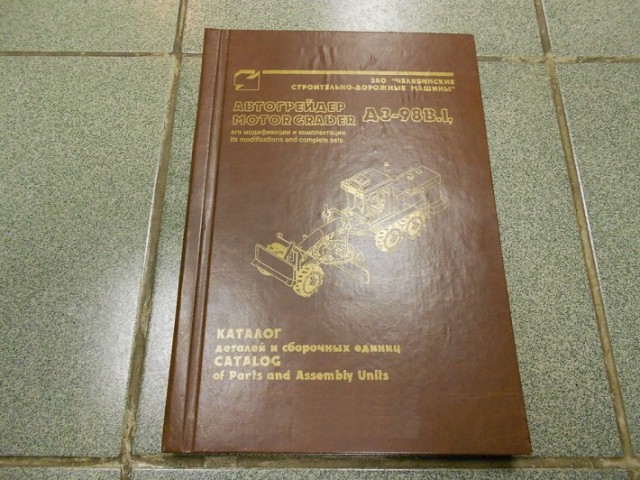 ЗАО "ЧЕЛЯБИНСКИЕ
СТРОИТЕЛЬНО-ДОРОЖНЫЕ МАШИНЫ"
АВТОГРЕЙДЕР
MOTOR GRADER ДЗ-98В.1,
его модификации и комплектации
its modifications and complete sets
КАТАЛОГ
деталей и сборочных единиц
CATALOG
of Parts and Assembly Units